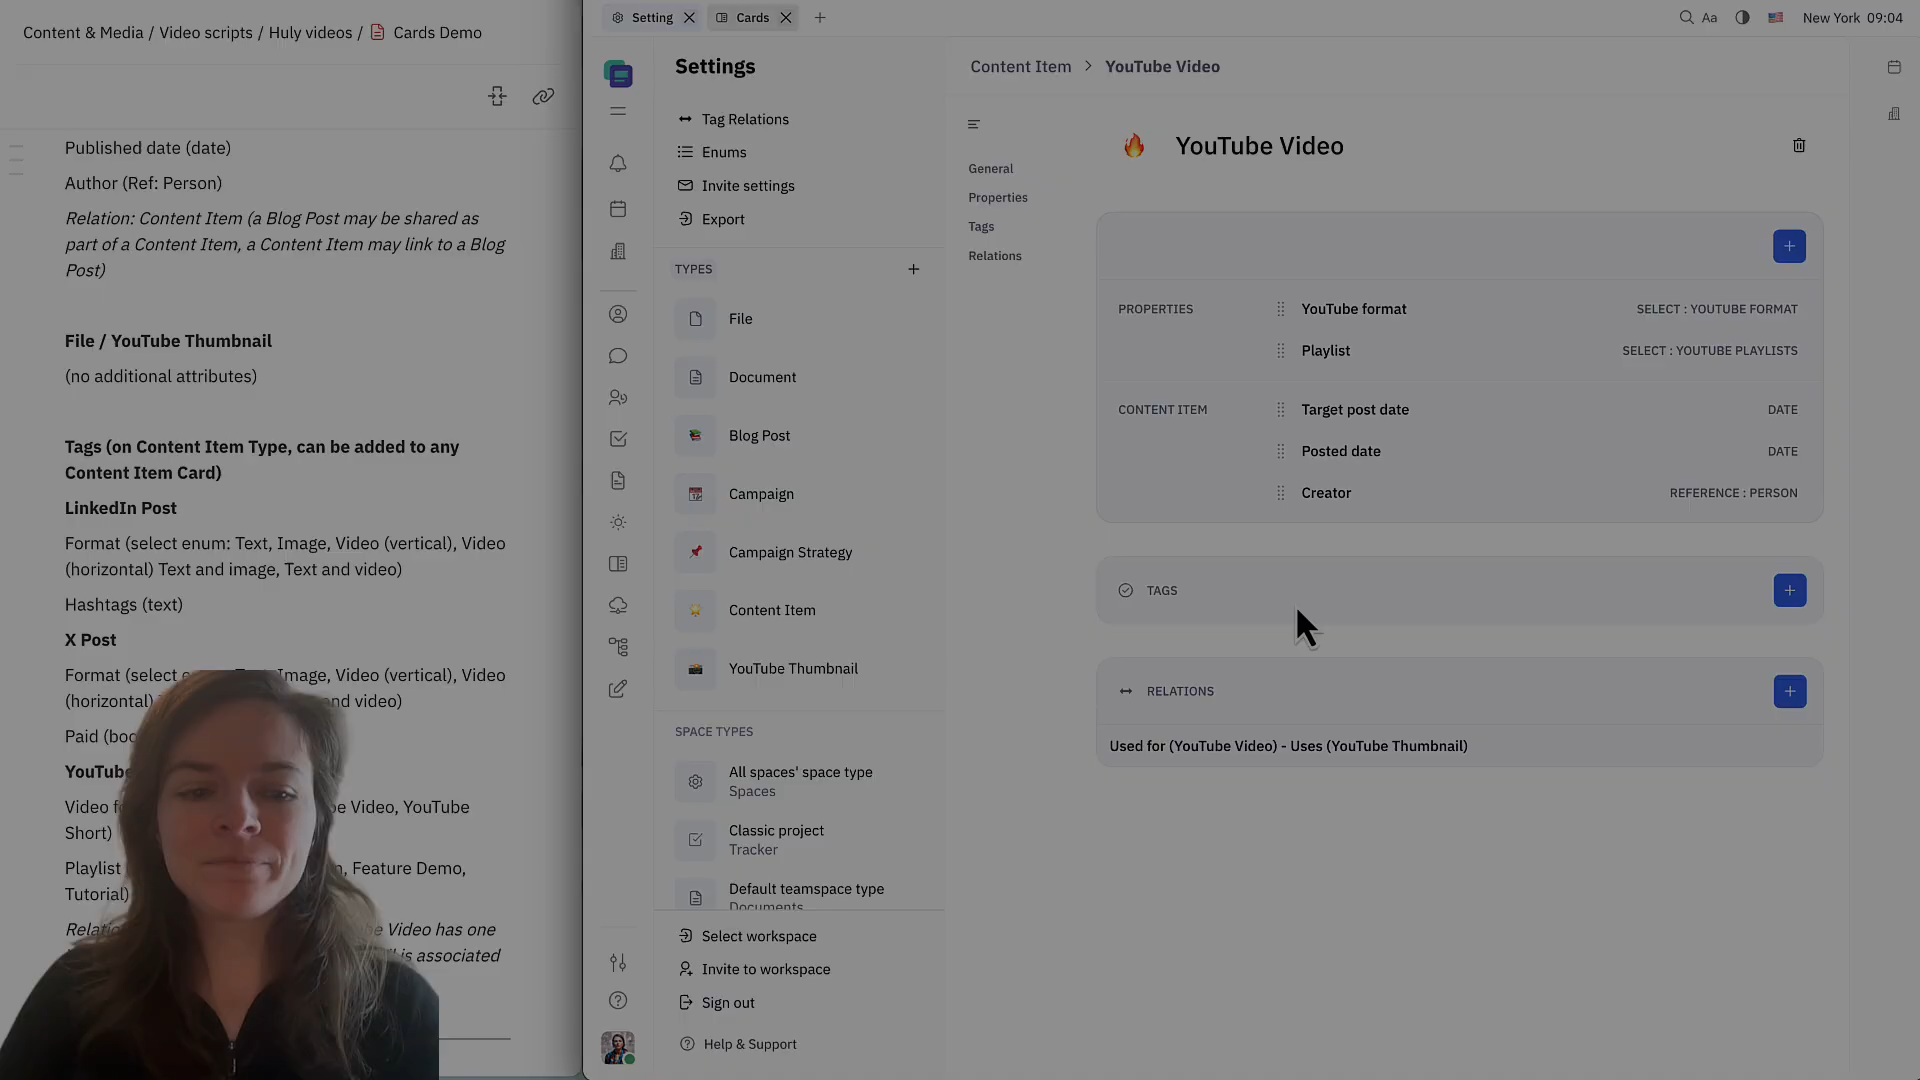 Content & Media / Video scripts / Huly videos / Cards Demo
Published date (date)
Author (Ref: Person)
Relation: Content Item (a Blog Post may be shared as
part of a Content Item, a Content Item may link to a Blog
Post)
File / YouTube Thumbnail
(no additional attributes)
Tags (on Content Item Type, can be added to any
Content Item Card)
LinkedIn Post
Format (select enum: Text, Image, Video (vertical), Video
(horizontal) Text and image, Text and video)
Hashtags (text)
X Post
Format (select Image, Video (vertical), Video
(horizontal) and video)
Paid
YouTube
Video Video, YouTube
Short)
Playlist Feature Demo,
Tutorial)
Video has one
is associated
Setting
Cards
Aa
New York 09:04
Settings
Tag Relations
Enums
Invite settings
Export
TYPES
File
Document
Blog Post
Campaign
Campaign Strategy
Content Item
YouTube Thumbnail
SPACE TYPES
All spaces' space type
Spaces
Classic project
Tracker
Default teamspace type
Documents
Select workspace
Invite to workspace
Sign out
Help & Support
Content Item > YouTube Video
General
Properties
Tags
Relations
YouTube Video
PROPERTIES
YouTube format SELECT : YOUTUBE FORMAT
Playlist SELECT : YOUTUBE PLAYLISTS
CONTENT ITEM
Target post date DATE
Posted date DATE
Creator REFERENCE : PERSON
TAGS
RELATIONS
Used for (YouTube Video) - Uses (YouTube Thumbnail)